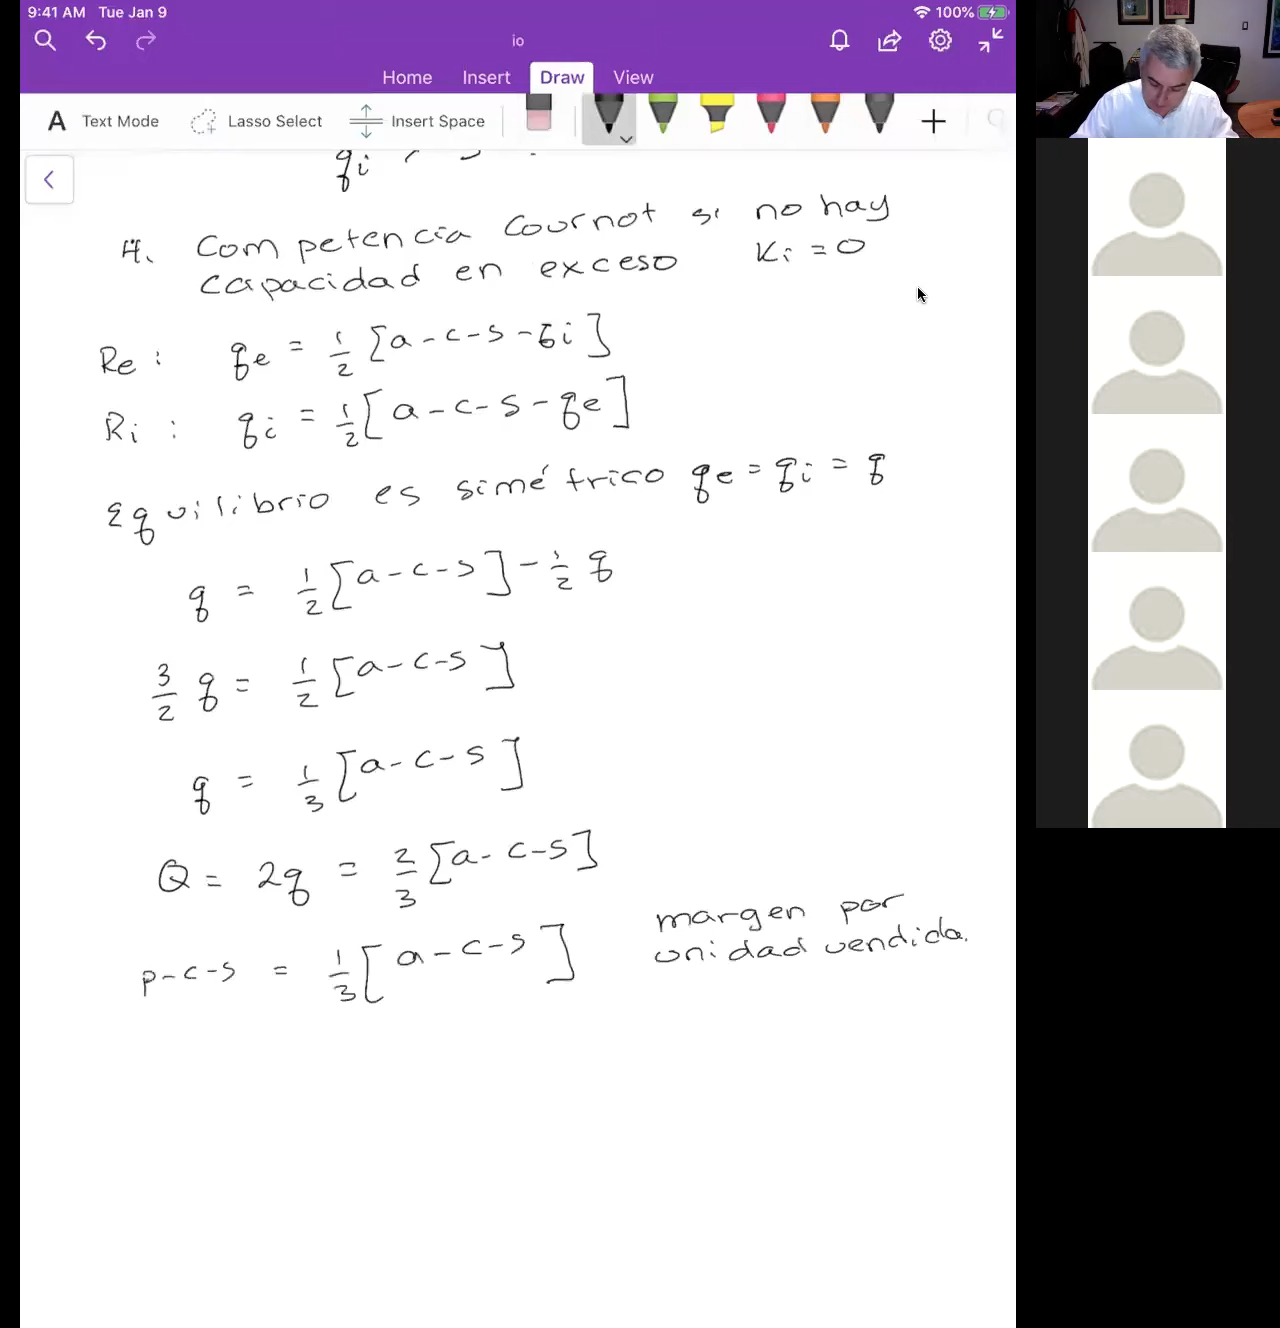 9:41 AM Tue Jan 9
100%
io
Home Insert Draw View
A Text Mode Lasso Select Insert Space
qi
4. Competencia Cournot si no hay
capacidad en exceso Ki = 0
Re: qe = 1/2 [a-c-s-qi]
Ri: qi = 1/2 [a-c-s-qe]
Equilibrio es simétrico qe = qi = q
q = 1/2 [a-c-s] - 1/2 q
3/2 q = 1/2 [a-c-s]
q = 1/3 [a-c-s]
Q = 2q = 2/3 [a-c-s]
p-c-s = 1/3 [a-c-s] margen por
unidad vendida.